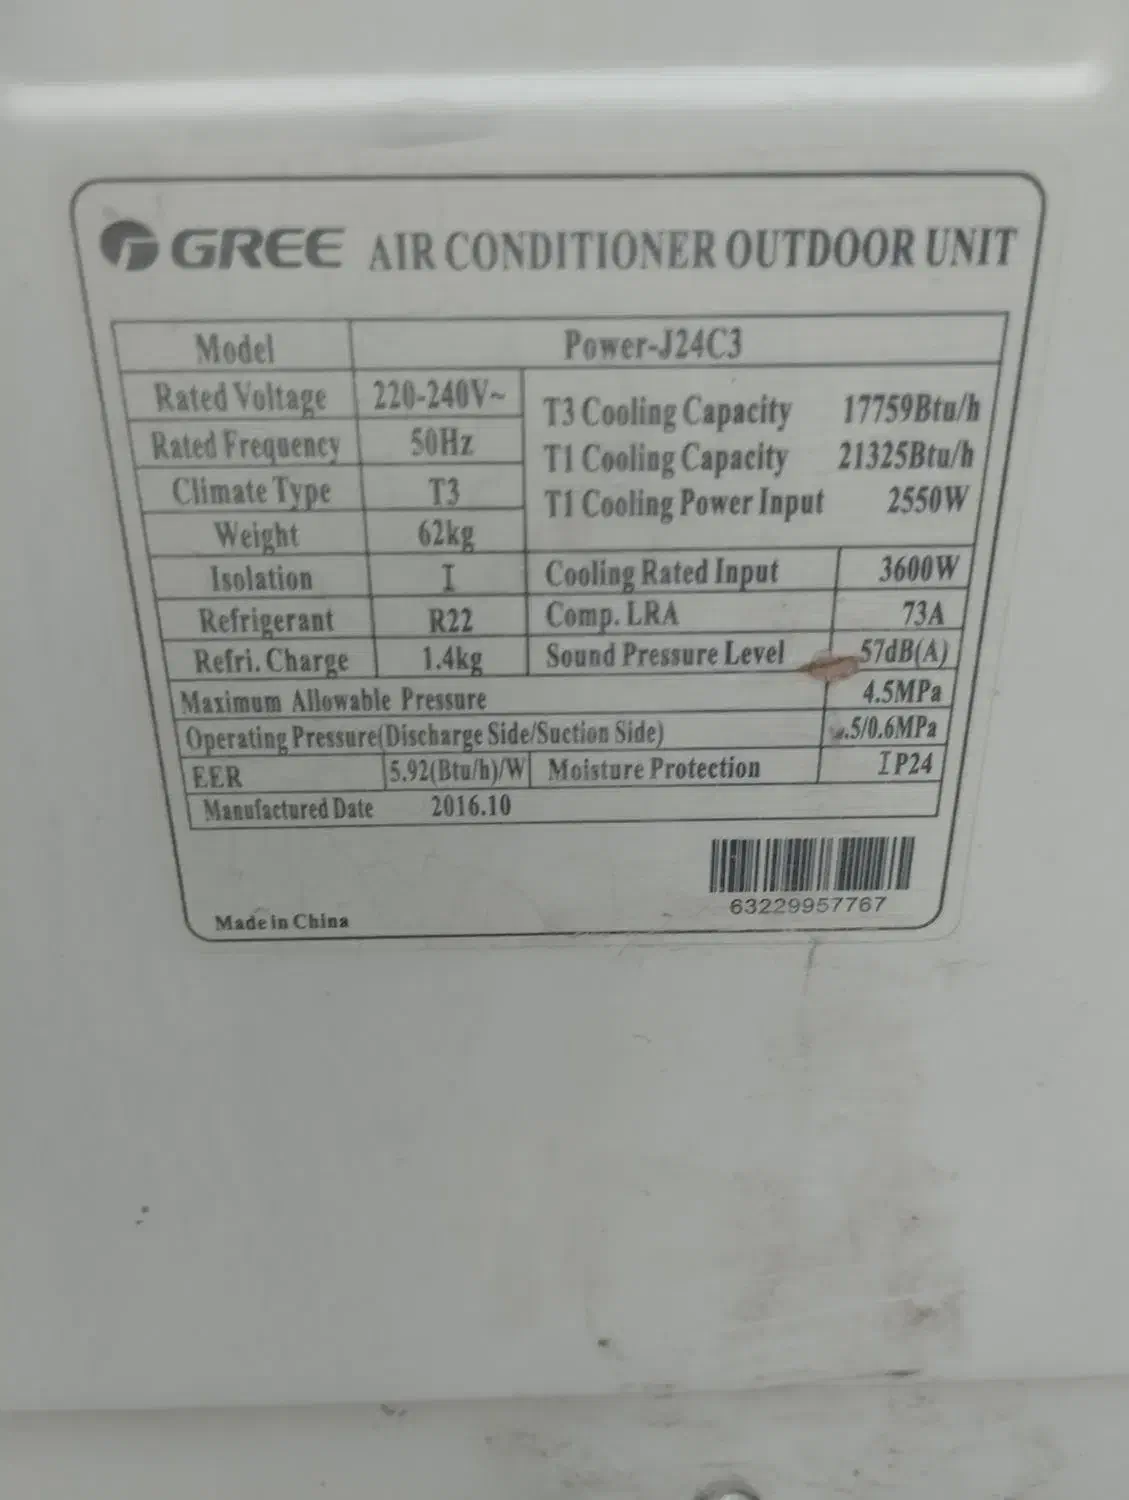 GREE AIR CONDITIONER OUTDOOR UNIT
Model Power-J24C3
Rated Voltage 220-240V~
T3 Cooling Capacity 17759Btu/h
Rated Frequency 50Hz
T1 Cooling Capacity 21325Btu/h
Climate Type T3
T1 Cooling Power Input 2550W
Weight 62kg
Isolation I
Cooling Rated Input 3600W
Refrigerant R22
Comp. LRA 73A
Refri. Charge 1.4kg
Sound Pressure Level 57dB(A)
Maximum Allowable Pressure 4.5MPa
Operating Pressure(Discharge Side/Suction Side) .5/0.6MPa
EER 5.92(Btu/h)/W Moisture Protection IP24
Manufactured Date 2016.10
63229957767
Made in China